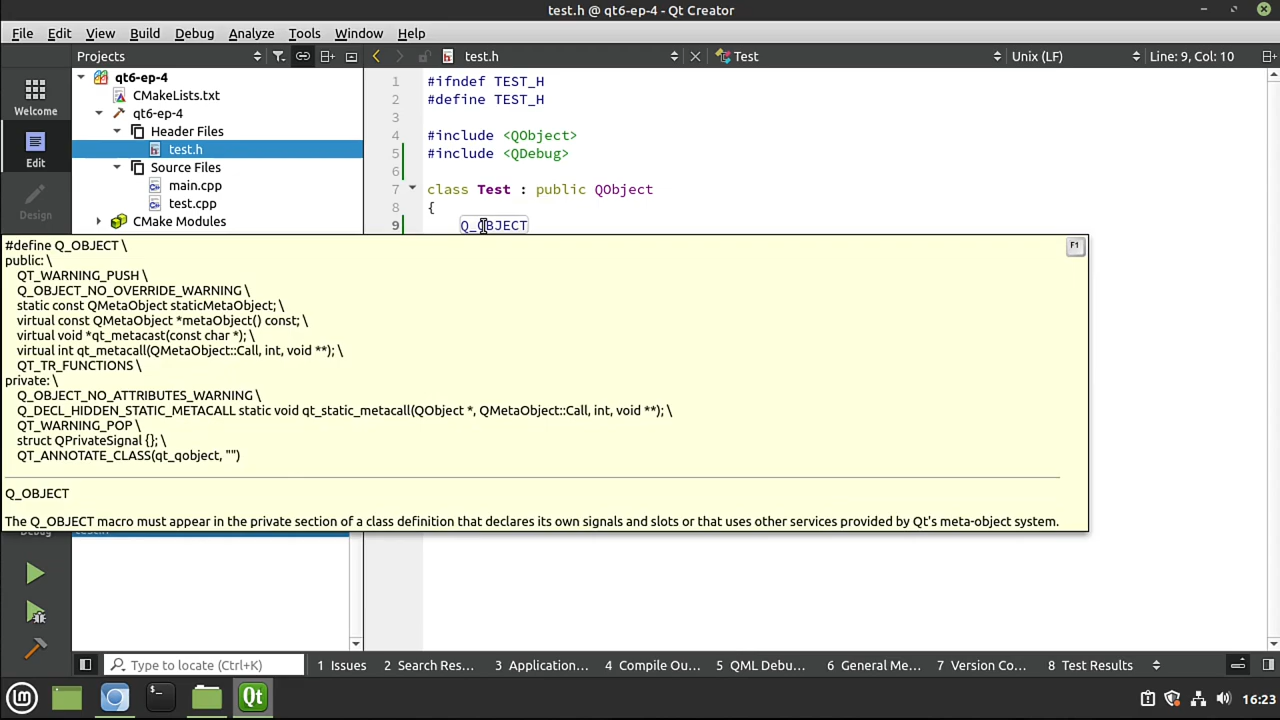 test.h @ qt6-ep-4 - Qt Creator
File Edit View Build Debug Analyze Tools Window Help
Projects
test.h
Test
Unix (LF)
Line: 9, Col: 10
Welcome
Edit
Design
Debug
qt6-ep-4
CMakeLists.txt
qt6-ep-4
Header Files
test.h
Source Files
main.cpp
test.cpp
CMake Modules
1 #ifndef TEST_H
2 #define TEST_H
3
4 #include <QObject>
5 #include <QDebug>
6
7 class Test : public QObject
8 {
9 Q_OBJECT
#define Q_OBJECT \
public: \
QT_WARNING_PUSH \
Q_OBJECT_NO_OVERRIDE_WARNING \
static const QMetaObject staticMetaObject; \
virtual const QMetaObject *metaObject() const; \
virtual void *qt_metacast(const char *); \
virtual int qt_metacall(QMetaObject::Call, int, void **); \
QT_TR_FUNCTIONS \
private: \
Q_OBJECT_NO_ATTRIBUTES_WARNING \
Q_DECL_HIDDEN_STATIC_METACALL static void qt_static_metacall(QObject *, QMetaObject::Call, int, void **); \
QT_WARNING_POP \
struct QPrivateSignal {}; \
QT_ANNOTATE_CLASS(qt_qobject, "")
F1
Q_OBJECT
The Q_OBJECT macro must appear in the private section of a class definition that declares its own signals and slots or that uses other services provided by Qt's meta-object system.
Type to locate (Ctrl+K)
1 Issues
2 Search Res...
3 Application...
4 Compile Ou...
5 QML Debu...
6 General Me...
7 Version Co...
8 Test Results
Qt
16:23